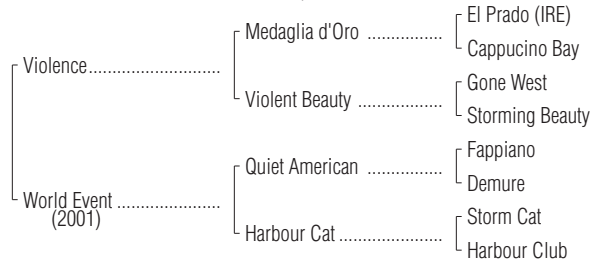 El Prado (IRE)
Medaglia d'Oro ................
Cappucino Bay
Violence...........................
Gone West
Violent Beauty ..................
Storming Beauty
Fappiano
Quiet American ................
Demure
World Event .....................
(2001)
Storm Cat
Harbour Cat ......................
Harbour Club